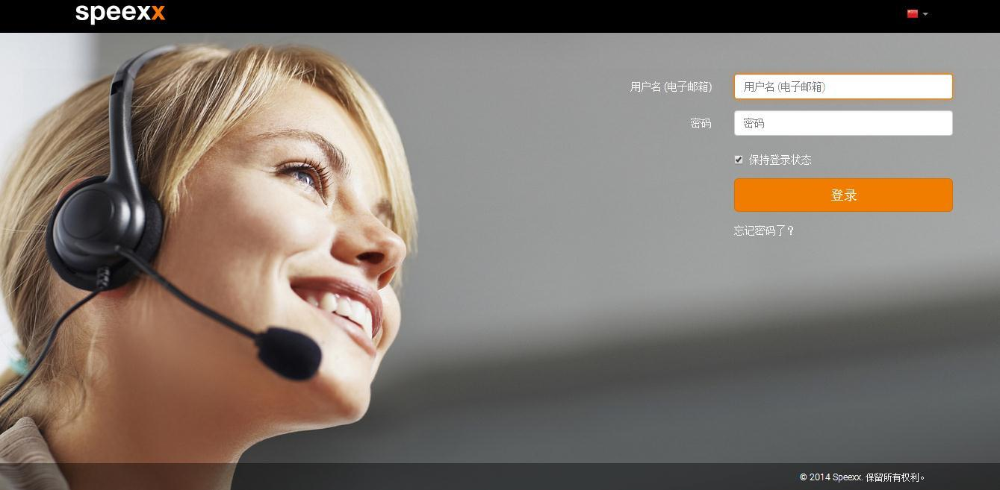 speexx
用户名 (电子邮箱)
用户名 (电子邮箱)
密码
密码
保持登录状态
登录
忘记密码了？
© 2014 Speexx. 保留所有权利。